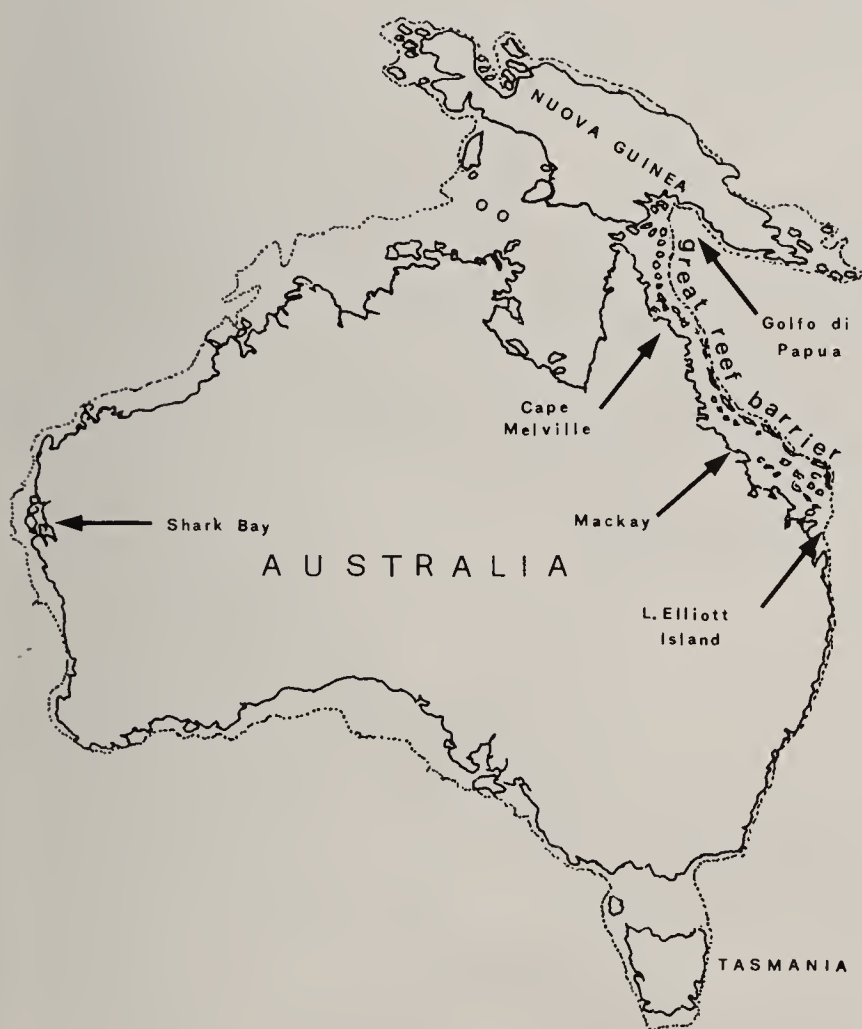 NUOVA GUINEA
great reef barrier
Golfo di
Papua
Cape
Melville
Shark Bay
Mackay
AUSTRALIA
L. Elliott
Island
TASMANIA